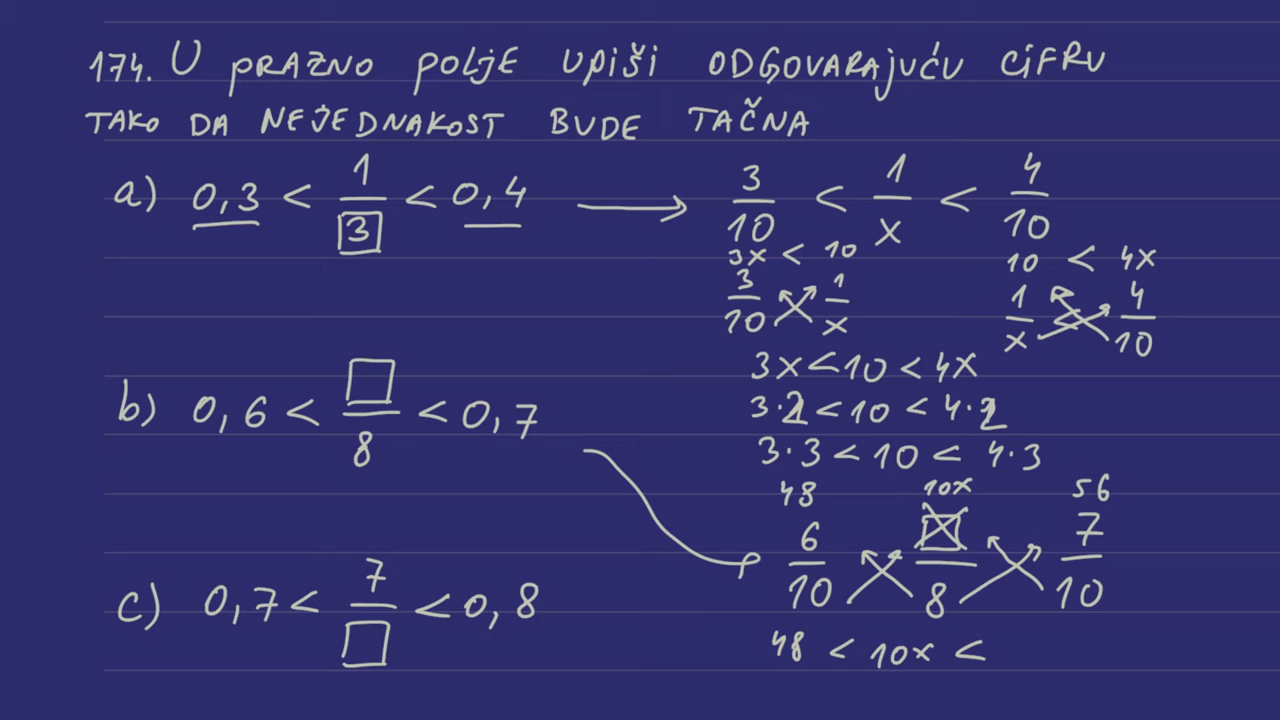 174. U PRAZNO POLJE UPIŠI ODGOVARAJUĆU CIFRU
TAKO DA NEJEDNAKOST BUDE TAČNA
a) 0,3 < 1/3 < 0,4 → 3/10 < 1/x < 4/10
3x < 10 10 < 4x
3/10 1/x 1/x 4/10
3x < 10 < 4x
b) 0,6 < □/8 < 0,7
3·2 < 10 < 4·2
3·3 < 10 < 4·3
48 10x 56
6/10 x/8 7/10
c) 0,7 < 7/□ < 0,8
48 < 10x <